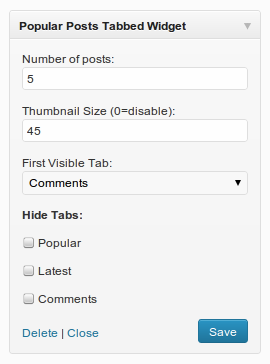 Popular Posts Tabbed Widget
Number of posts:
5
Thumbnail Size (0=disable):
45
First Visible Tab:
Comments
Hide Tabs:
Popular
Latest
Comments
Delete | Close Save